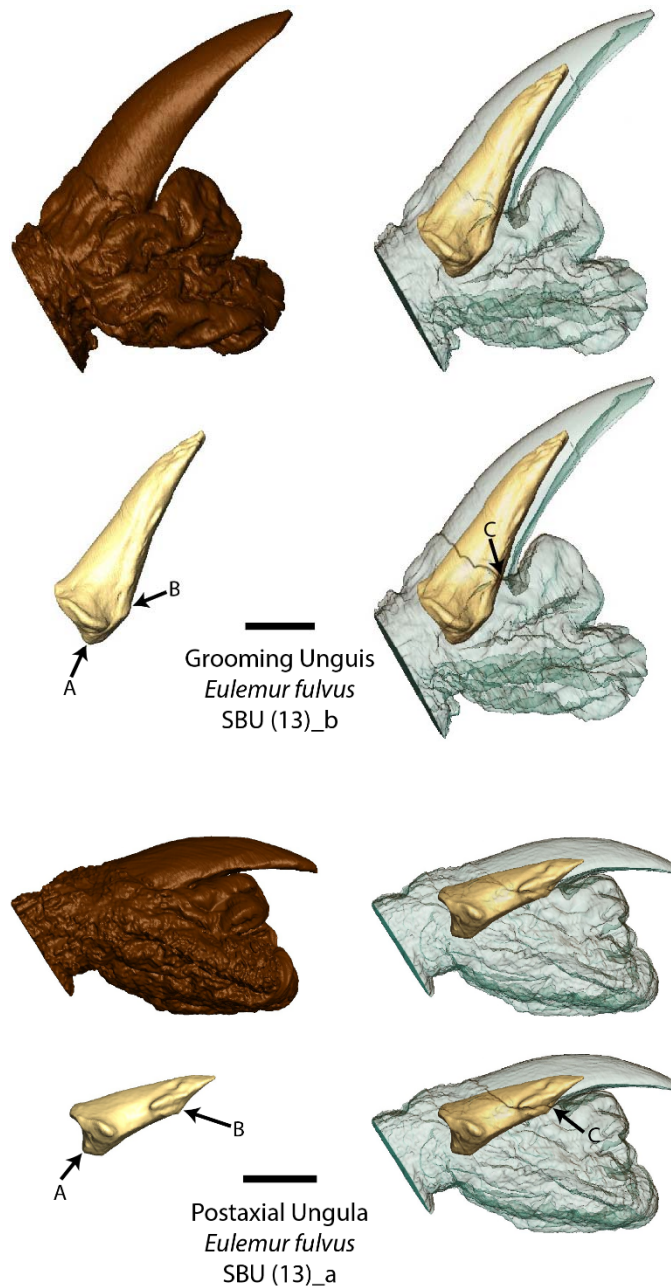 C
B
A
Grooming Unguis
Eulemur fulvus
SBU (13)_b
B
C
A
Postaxial Ungula
Eulemur fulvus
SBU (13)_a